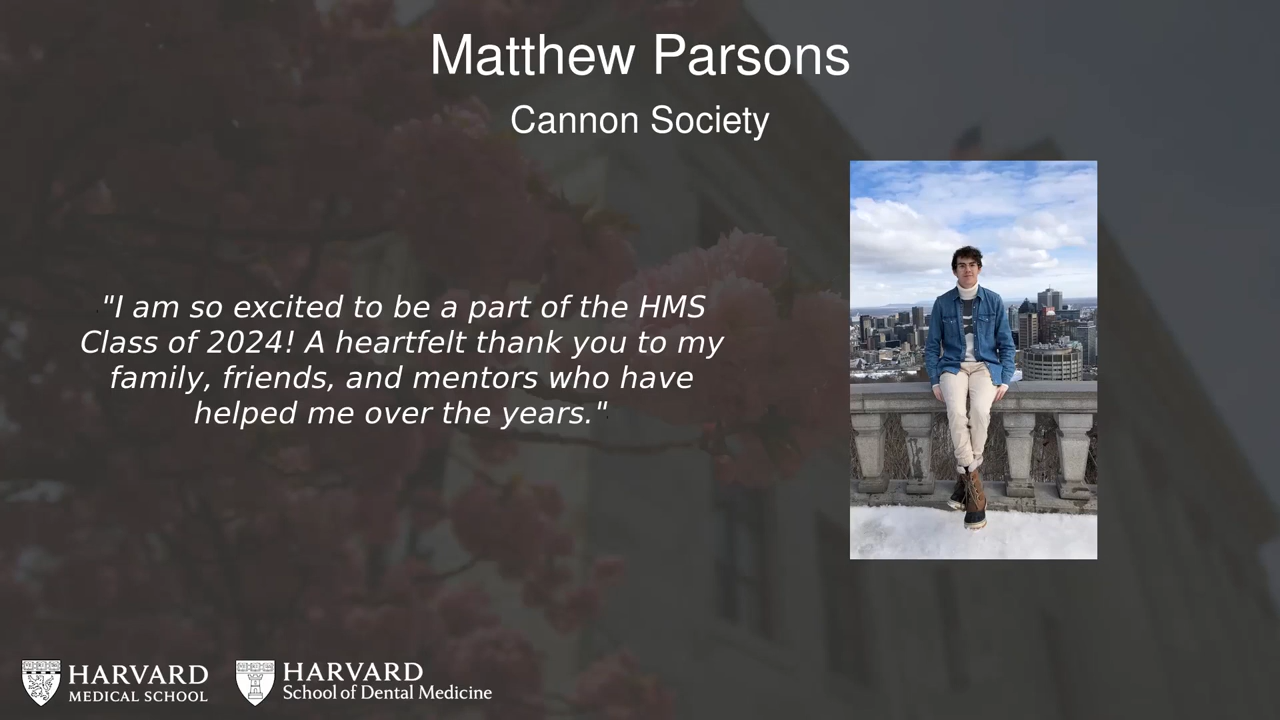 Matthew Parsons
Cannon Society
"I am so excited to be a part of the HMS
Class of 2024! A heartfelt thank you to my
family, friends, and mentors who have
helped me over the years."
HARVARD
MEDICAL SCHOOL
HARVARD
School of Dental Medicine